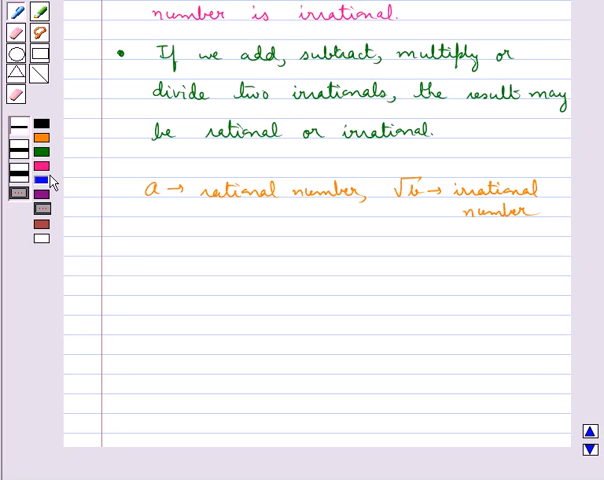 number is irrational.
• If we add, subtract, multiply or
divide two irrationals, the result may
be rational or irrational.
a → rational number, √b → irrational
number